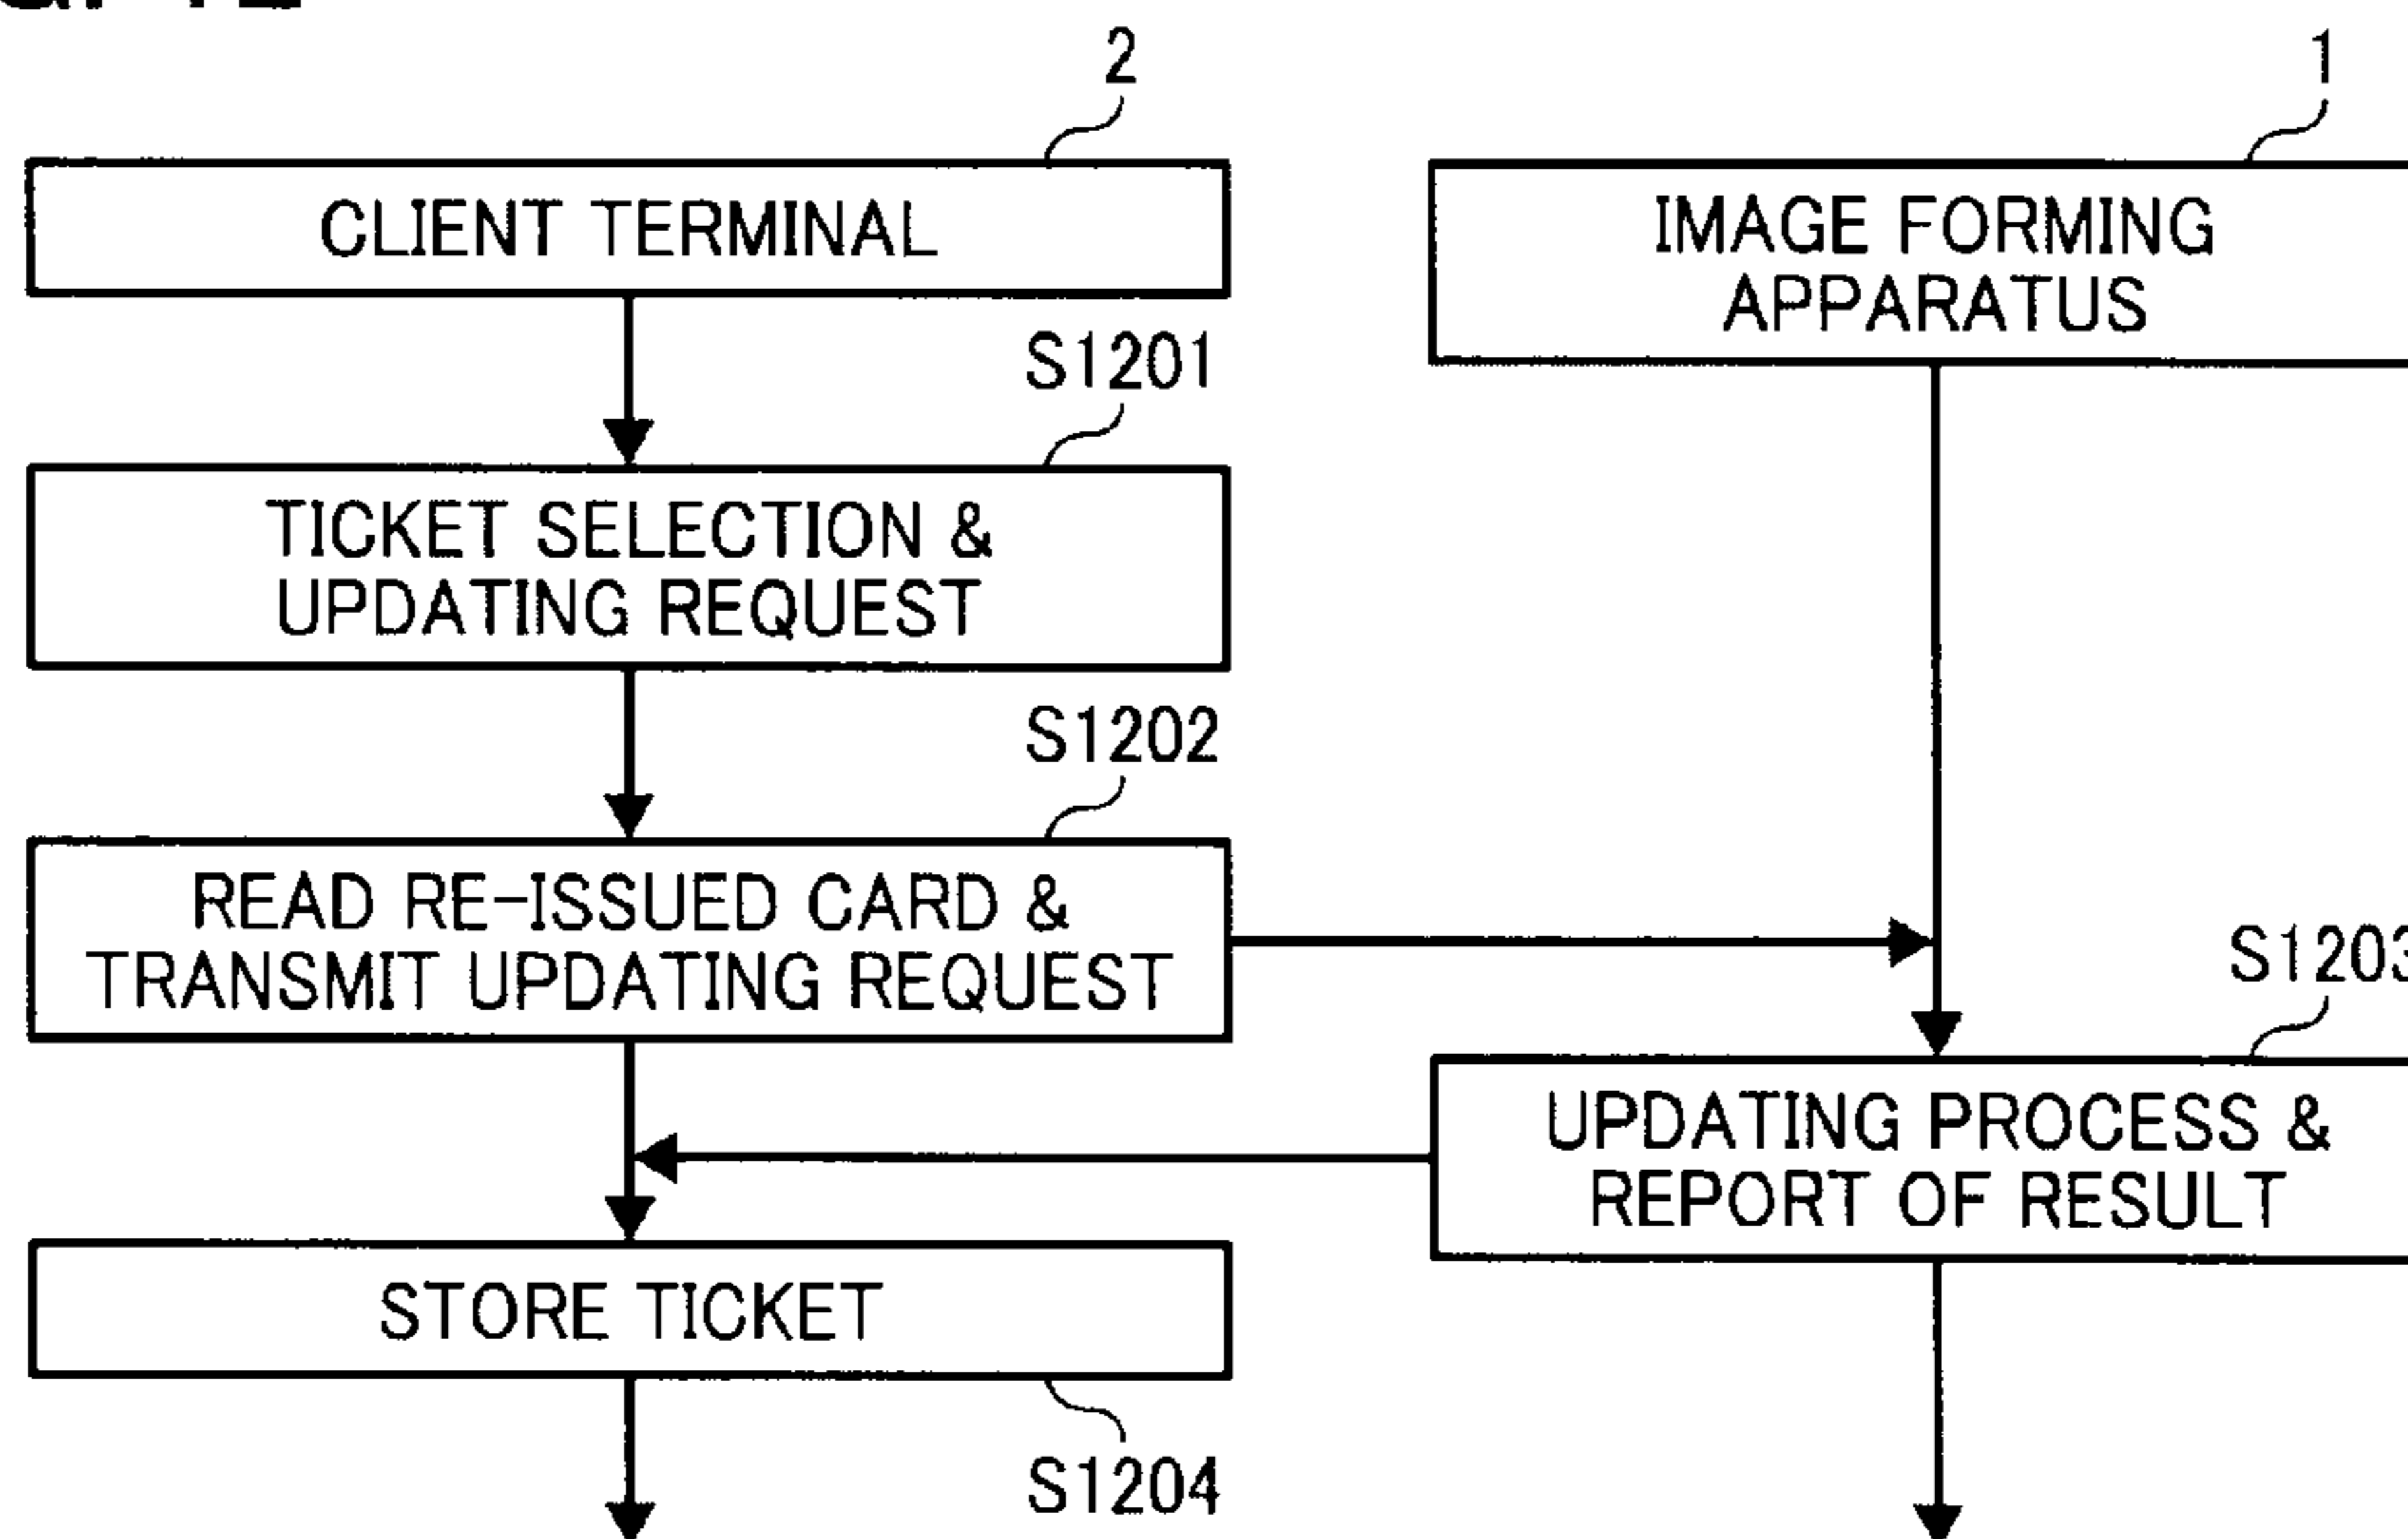 2
1
CLIENT TERMINAL
IMAGE FORMING
APPARATUS
S1201
TICKET SELECTION &
UPDATING REQUEST
S1202
READ RE-ISSUED CARD &
TRANSMIT UPDATING REQUEST
S1203
UPDATING PROCESS &
REPORT OF RESULT
STORE TICKET
S1204